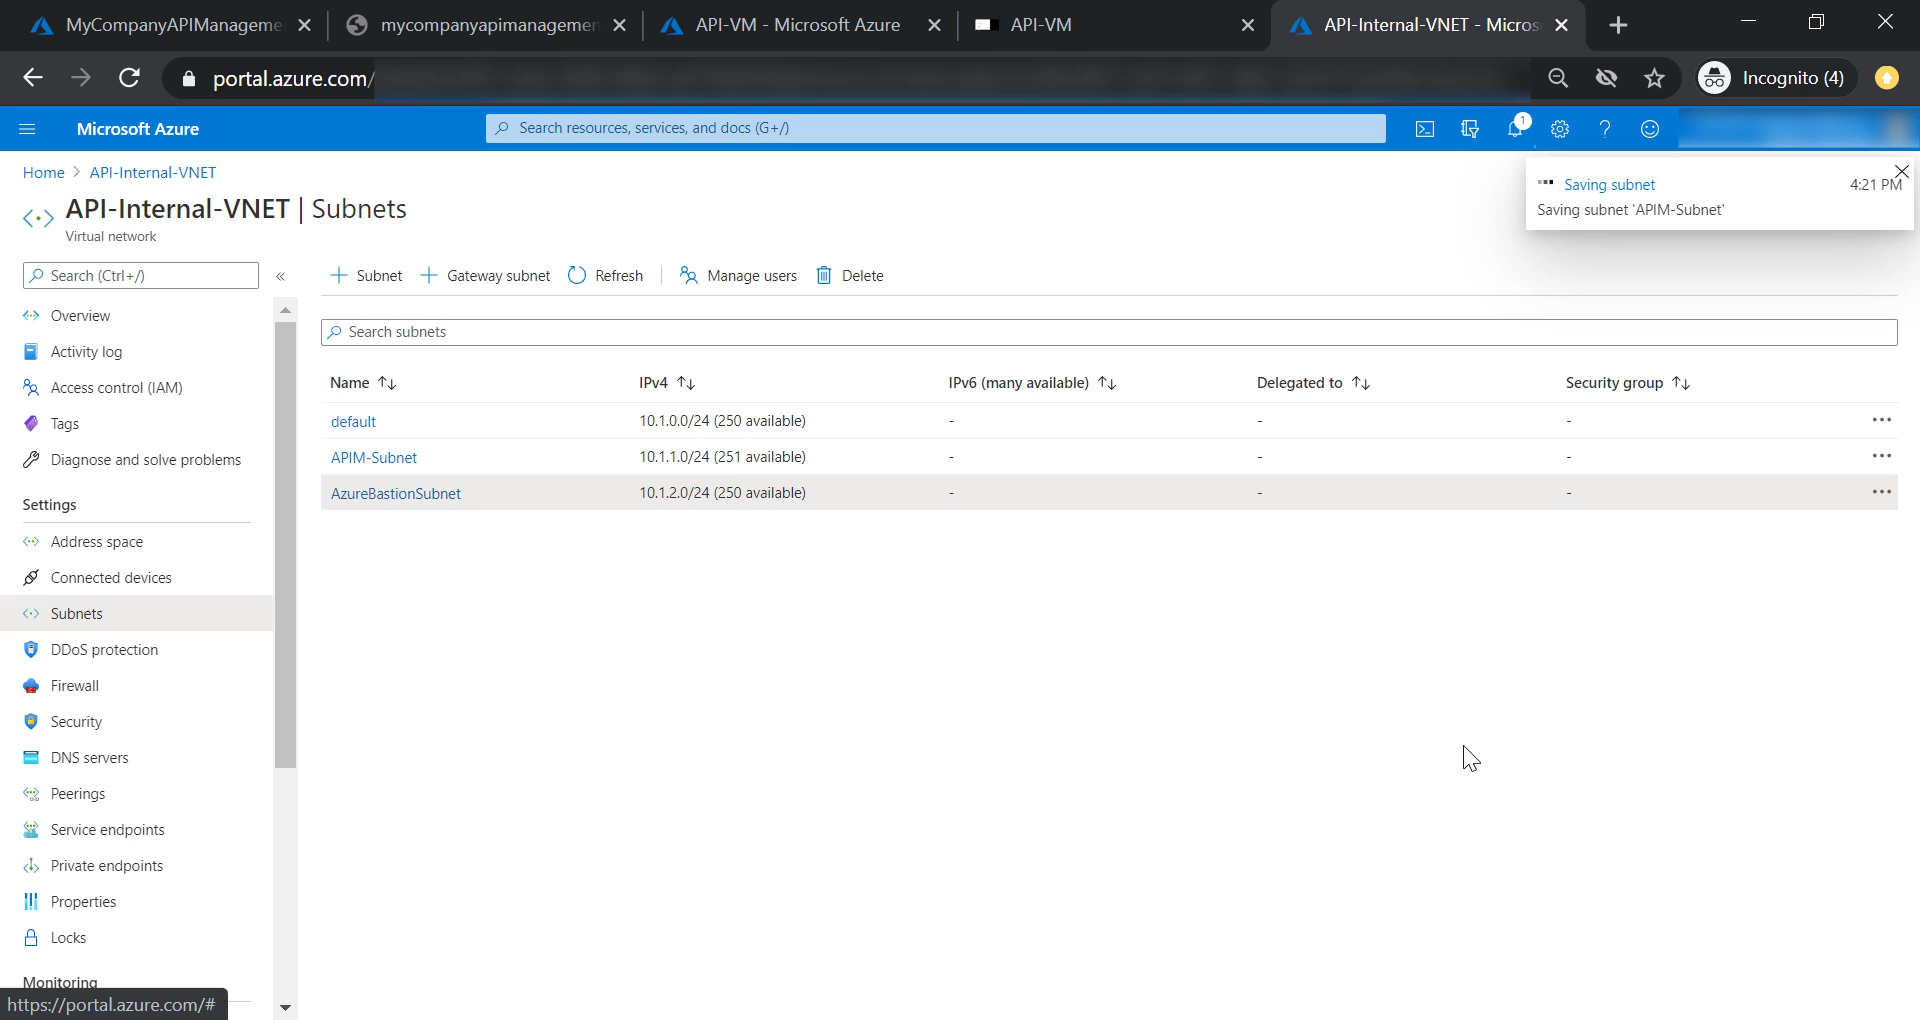 MyCompanyAPIManageme
mycompanyapimanagemen
API-VM - Microsoft Azure
API-VM
API-Internal-VNET - Micros
portal.azure.com/
Incognito (4)
Microsoft Azure
Search resources, services, and docs (G+/)
1
Home > API-Internal-VNET
API-Internal-VNET | Subnets
Virtual network
Saving subnet
4:21 PM
Saving subnet 'APIM-Subnet'
Search (Ctrl+/)
«
Subnet
Gateway subnet
Refresh
Manage users
Delete
Overview
Activity log
Access control (IAM)
Tags
Diagnose and solve problems
Settings
Address space
Connected devices
Subnets
DDoS protection
Firewall
Security
DNS servers
Peerings
Service endpoints
Private endpoints
Properties
Locks
Monitoring
Search subnets
Name ↑↓ IPv4 ↑↓ IPv6 (many available) ↑↓ Delegated to ↑↓ Security group ↑↓
default 10.1.0.0/24 (250 available) - - - ...
APIM-Subnet 10.1.1.0/24 (251 available) - - - ...
AzureBastionSubnet 10.1.2.0/24 (250 available) - - - ...
https://portal.azure.com/#